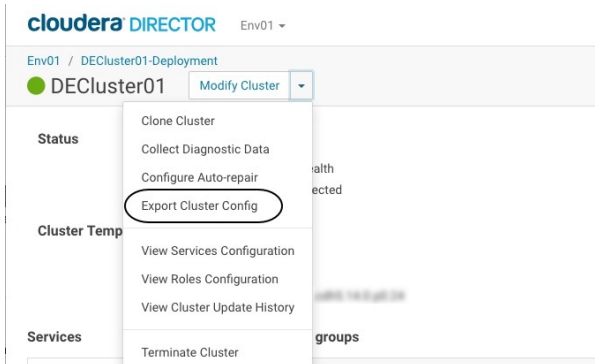 cloudera DIRECTOR Env01
Env01 / DECluster01-Deployment
DECluster01 Modify Cluster
Clone Cluster
Status
Collect Diagnostic Data
ealth
Configure Auto-repair
ected
Export Cluster Config
Cluster Temp
View Services Configuration
View Roles Configuration
View Cluster Update History
Services
groups
Terminate Cluster